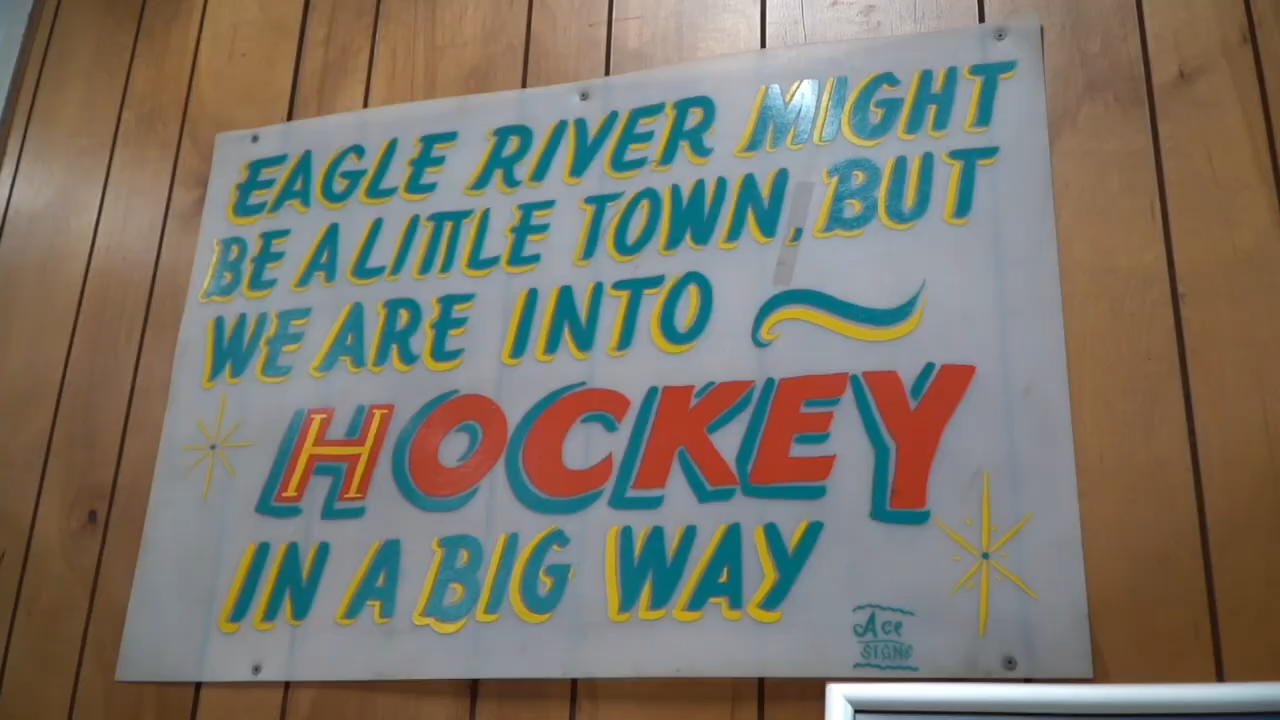 EAGLE RIVER MIGHT
BE A LITTLE TOWN, BUT
WE ARE INTO ~
HOCKEY
IN A BIG WAY
Ace
SIGNS